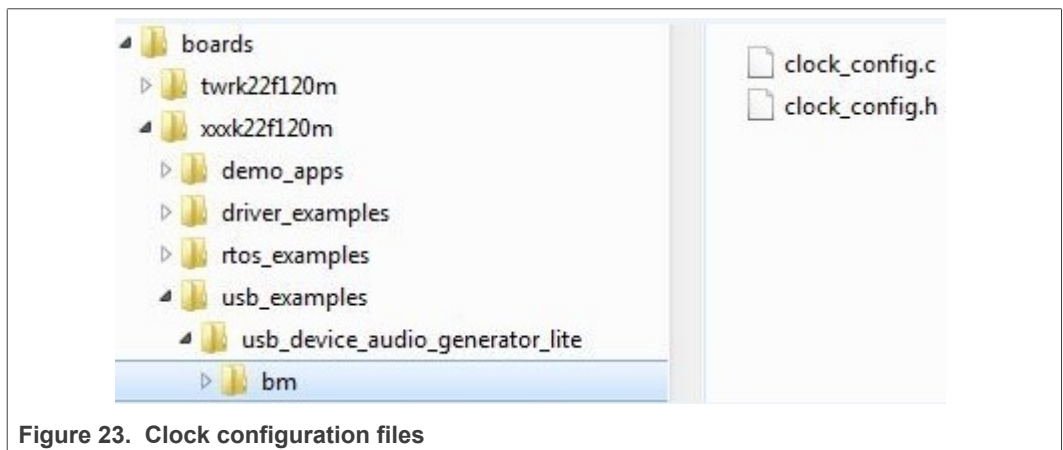 boards
twrk22f120m
xxxk22f120m
demo_apps
driver_examples
rtos_examples
usb_examples
usb_device_audio_generator_lite
bm
clock_config.c
clock_config.h
Figure 23. Clock configuration files